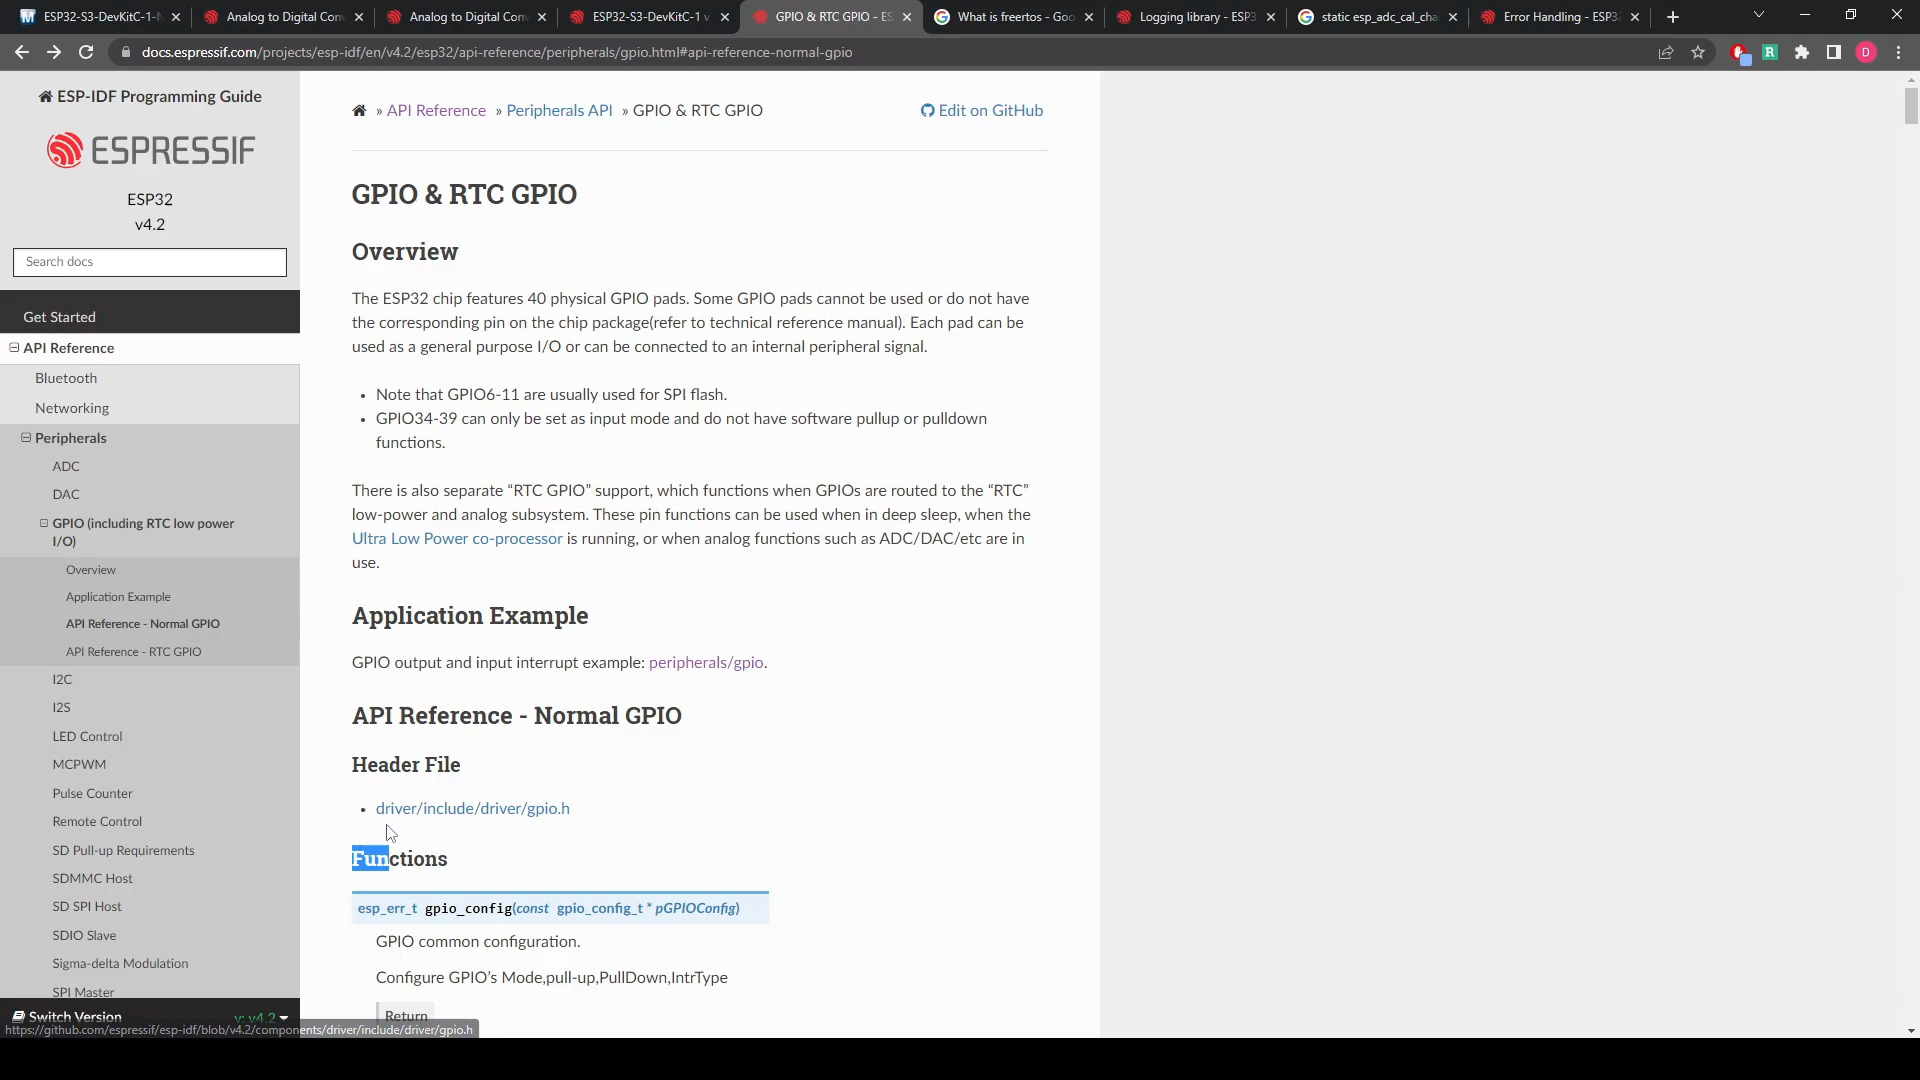 ESP32-S3-DevKitC-1-N
Analog to Digital Conv
Analog to Digital Conv
ESP32-S3-DevKitC-1 v
GPIO & RTC GPIO - ES
What is freertos - Goo
Logging library - ESP3
static esp_adc_cal_cha
Error Handling - ESP32
docs.espressif.com/projects/esp-idf/en/v4.2/esp32/api-reference/peripherals/gpio.html#api-reference-normal-gpio
R
D
ESP-IDF Programming Guide
ESPRESSIF
ESP32
v4.2
Search docs
Get Started
API Reference
Bluetooth
Networking
Peripherals
ADC
DAC
GPIO (including RTC low power
I/O)
Overview
Application Example
API Reference - Normal GPIO
API Reference - RTC GPIO
I2C
I2S
LED Control
MCPWM
Pulse Counter
Remote Control
SD Pull-up Requirements
SDMMC Host
SD SPI Host
SDIO Slave
Sigma-delta Modulation
SPI Master
Switch Version
v: v4.2
https://github.com/espressif/esp-idf/blob/v4.2/components/driver/include/driver/gpio.h
» API Reference » Peripherals API » GPIO & RTC GPIO
Edit on GitHub
GPIO & RTC GPIO
Overview
The ESP32 chip features 40 physical GPIO pads. Some GPIO pads cannot be used or do not have
the corresponding pin on the chip package(refer to technical reference manual). Each pad can be
used as a general purpose I/O or can be connected to an internal peripheral signal.
• Note that GPIO6-11 are usually used for SPI flash.
• GPIO34-39 can only be set as input mode and do not have software pullup or pulldown
functions.
There is also separate “RTC GPIO” support, which functions when GPIOs are routed to the “RTC”
low-power and analog subsystem. These pin functions can be used when in deep sleep, when the
Ultra Low Power co-processor is running, or when analog functions such as ADC/DAC/etc are in
use.
Application Example
GPIO output and input interrupt example: peripherals/gpio.
API Reference - Normal GPIO
Header File
• driver/include/driver/gpio.h
Functions
esp_err_t gpio_config(const gpio_config_t * pGPIOConfig)
GPIO common configuration.
Configure GPIO’s Mode,pull-up,PullDown,IntrType
Return